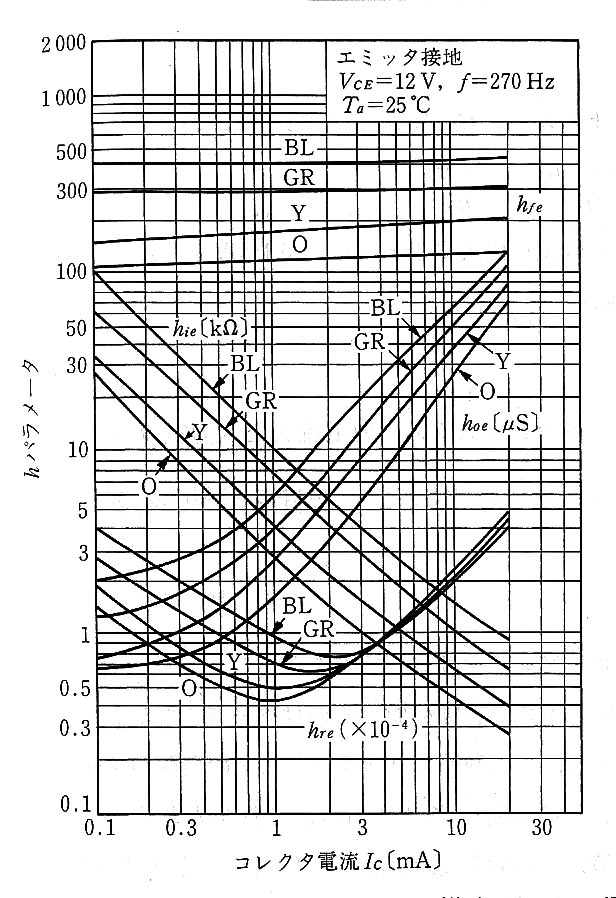 エミッタ接地
VCE=12 V, f=270 Hz
Ta=25℃
2 000
1 000
500
300
100
50
30
10
5
3
1
0.5
0.3
0.1
hパラメータ
BL
GR
Y
O
hfe
hie〔kΩ〕
BL
GR
Y
O
BL
GR
Y
O
hoe〔μS〕
BL
GR
Y
O
hre(×10⁻⁴)
0.1 0.3 1 3 10 30
コレクタ電流 Ic〔mA〕